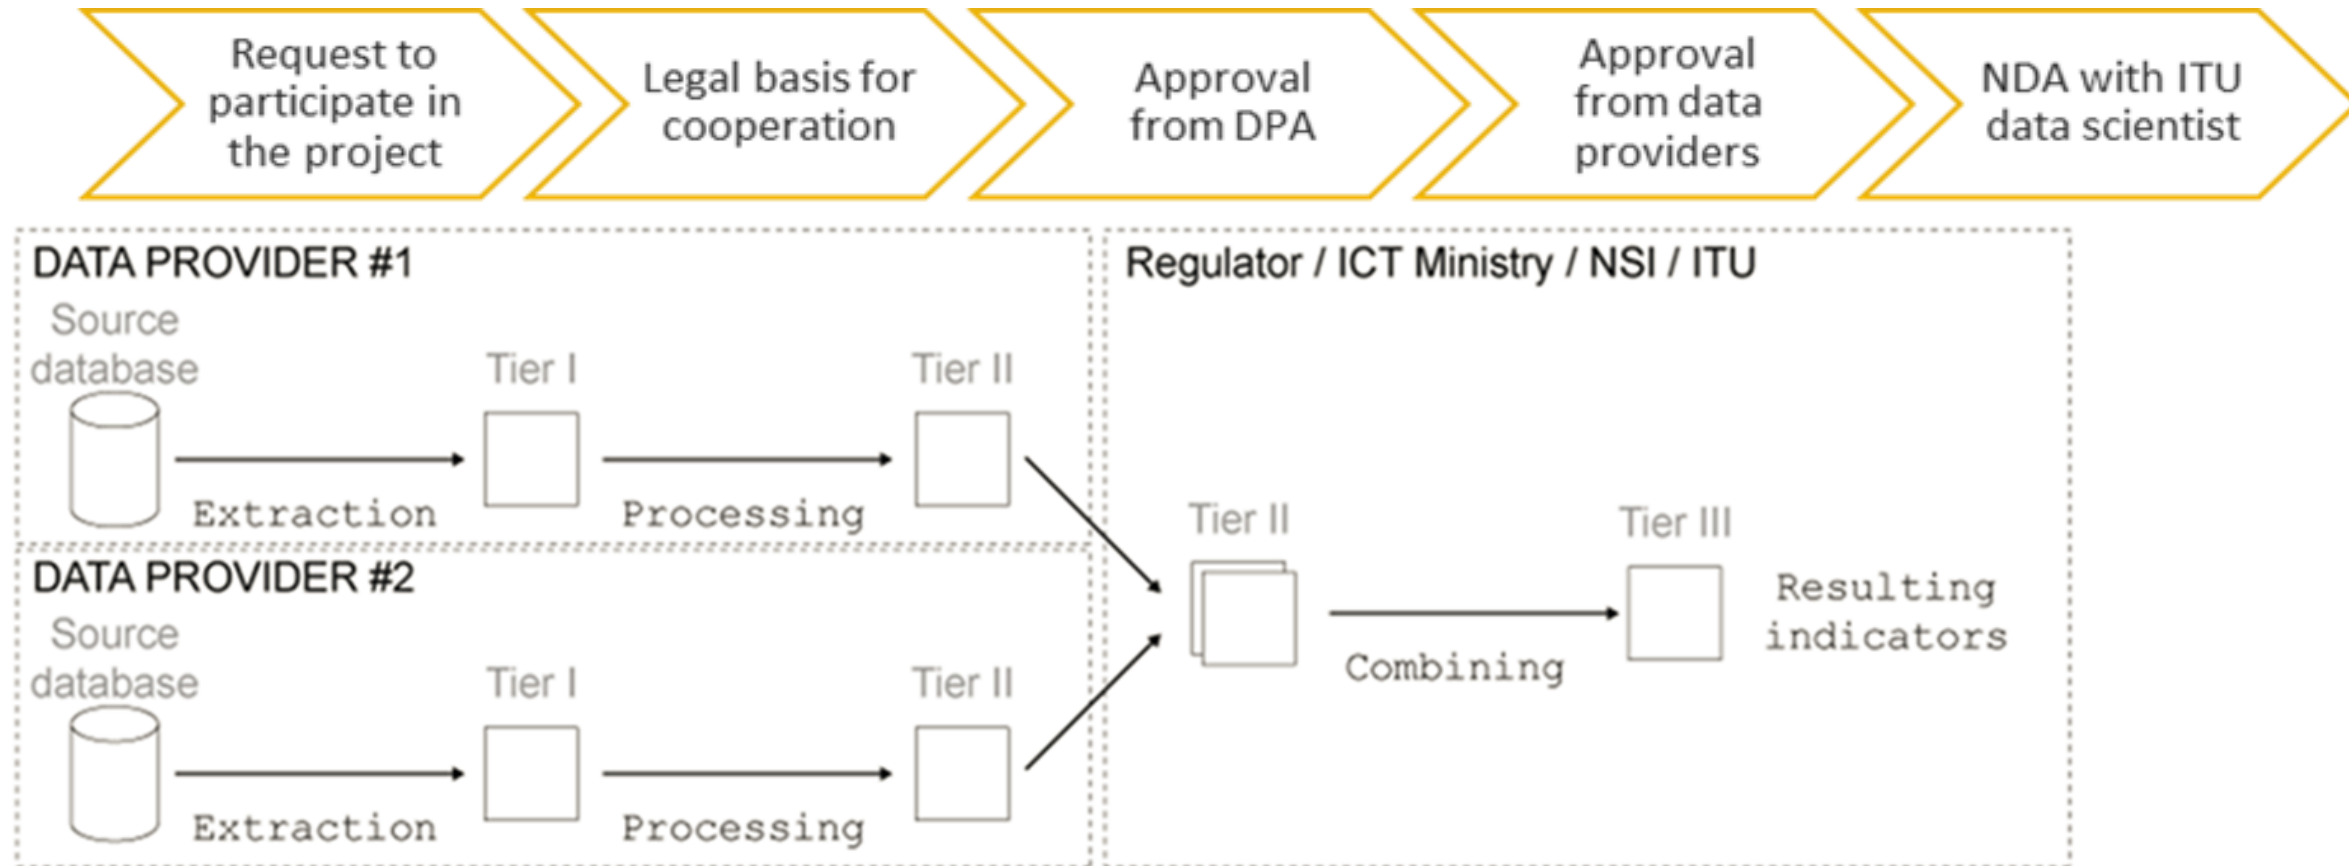 Request to
participate in
the project
Legal basis for
cooperation
Approval
from DPA
Approval
from data
providers
NDA with ITU
data scientist
DATA PROVIDER #1
Source
database
Tier I
Tier II
Extraction
Processing
DATA PROVIDER #2
Source
database
Tier I
Tier II
Extraction
Processing
Regulator / ICT Ministry / NSI / ITU
Tier II
Tier III
Combining
Resulting
indicators